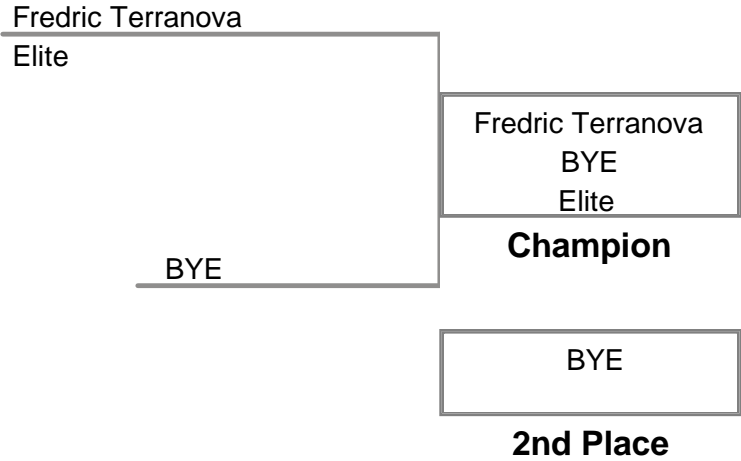 Fredric Terranova
Elite
Fredric Terranova
BYE
Elite
Champion
BYE
BYE
2nd Place